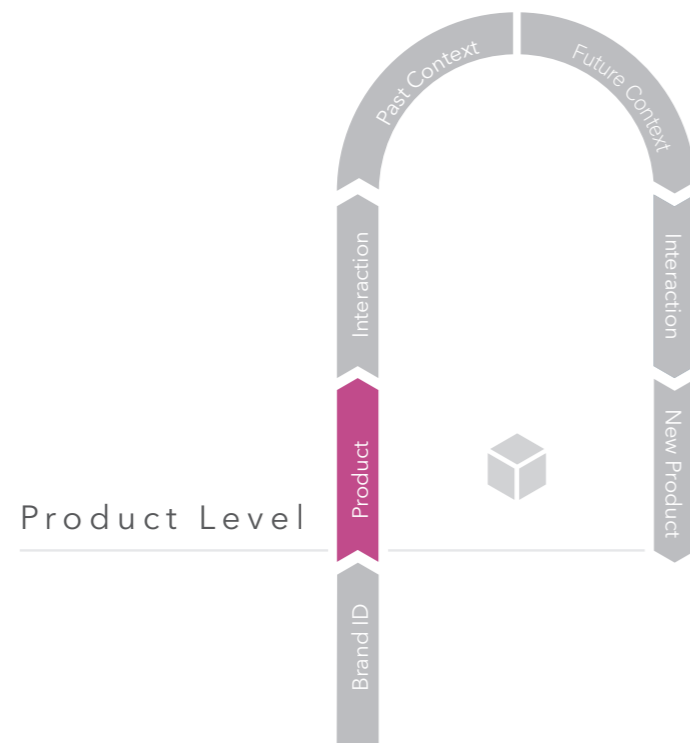 Past Context
Future Context
Interaction
Interaction
Product
New Product
Product Level
Brand ID